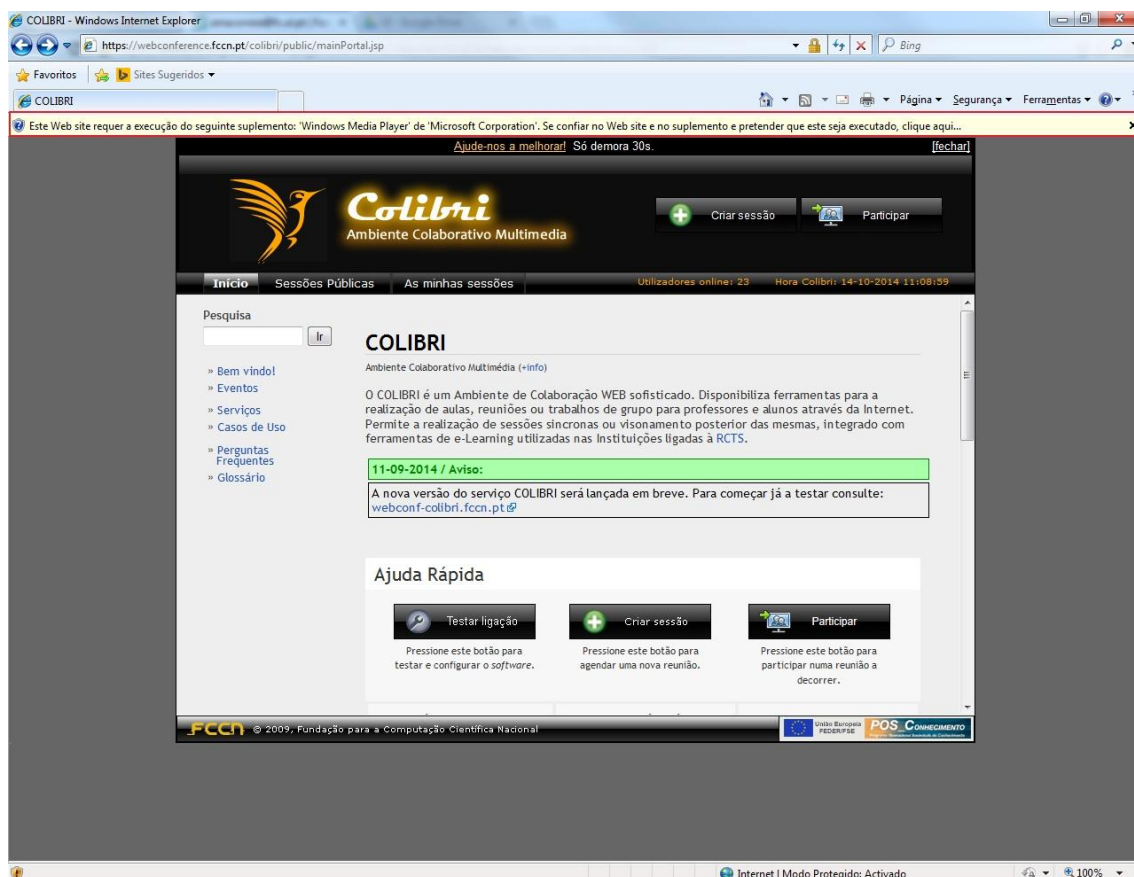 COLIBRI - Windows Internet Explorer
https://webconference.fccn.pt/colibri/public/mainPortal.jsp
Bing
Favoritos
Sites Sugeridos
COLIBRI
Página
Segurança
Ferramentas
Este Web site requer a execução do seguinte suplemento: 'Windows Media Player' de 'Microsoft Corporation'. Se confiar no Web site e no suplemento e pretender que este seja executado, clique aqui...
Ajude-nos a melhorar! Só demora 30s.
[fechar]
Colibri
Ambiente Colaborativo Multimedia
Criar sessão
Participar
Início
Sessões Públicas
As minhas sessões
Utilizadores online: 23
Hora Colibri: 14-10-2014 11:08:59
Pesquisa
Ir
» Bem vindo!
» Eventos
» Serviços
» Casos de Uso
» Perguntas
Frequentes
» Glossário
COLIBRI
Ambiente Colaborativo Multimédia (+info)
O COLIBRI é um Ambiente de Colaboração WEB sofisticado. Disponibiliza ferramentas para a
realização de aulas, reuniões ou trabalhos de grupo para professores e alunos através da Internet.
Permite a realização de sessões síncronas ou visonamento posterior das mesmas, integrado com
ferramentas de e-Learning utilizadas nas Instituições ligadas à RCTS.
11-09-2014 / Aviso:
A nova versão do serviço COLIBRI será lançada em breve. Para começar já a testar consulte:
webconf-colibri.fccn.pt
Ajuda Rápida
Testar ligação
Criar sessão
Participar
Pressione este botão para
testar e configurar o software.
Pressione este botão para
agendar uma nova reunião.
Pressione este botão para
participar numa reunião a
decorrer.
FCCN © 2009, Fundação para a Computação Científica Nacional
União Europeia
FEDER/FSE
POS_Conhecimento
Internet | Modo Protegido: Activado
100%